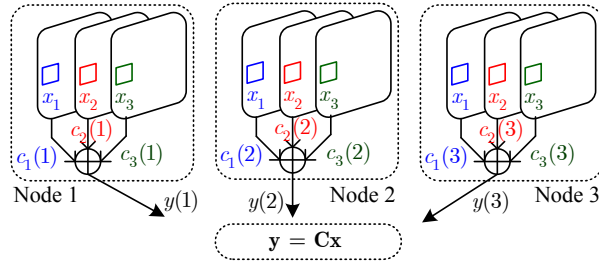 x₁ x₂ x₃
c₁(1) c₂(1) c₃(1)
Node 1
y(1)
x₁ x₂ x₃
c₁(2) c₂(2) c₃(2)
Node 2
y(2)
x₁ x₂ x₃
c₁(3) c₂(3) c₃(3)
Node 3
y(3)
y = Cx